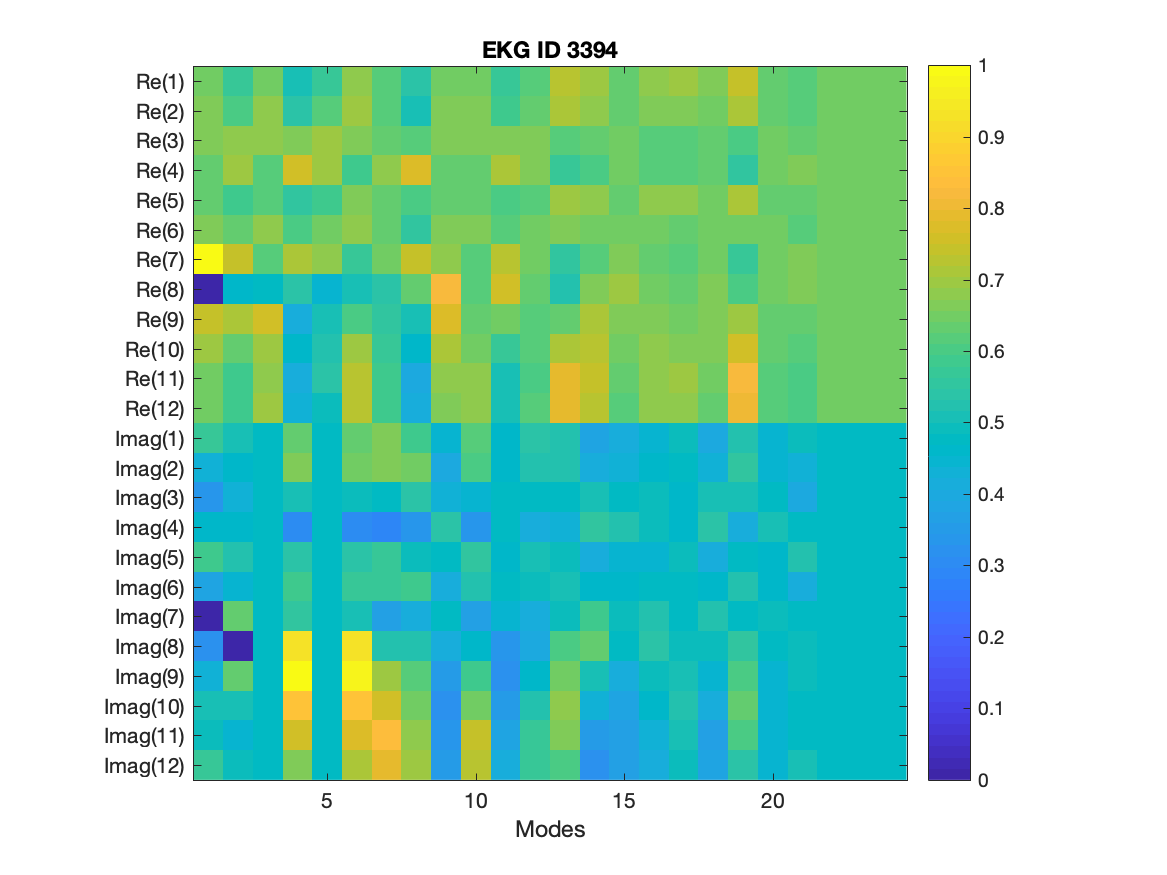 EKG ID 3394
Re(1)
Re(2)
Re(3)
Re(4)
Re(5)
Re(6)
Re(7)
Re(8)
Re(9)
Re(10)
Re(11)
Re(12)
Imag(1)
Imag(2)
Imag(3)
Imag(4)
Imag(5)
Imag(6)
Imag(7)
Imag(8)
Imag(9)
Imag(10)
Imag(11)
Imag(12)
5 10 15 20
Modes
1
0.9
0.8
0.7
0.6
0.5
0.4
0.3
0.2
0.1
0